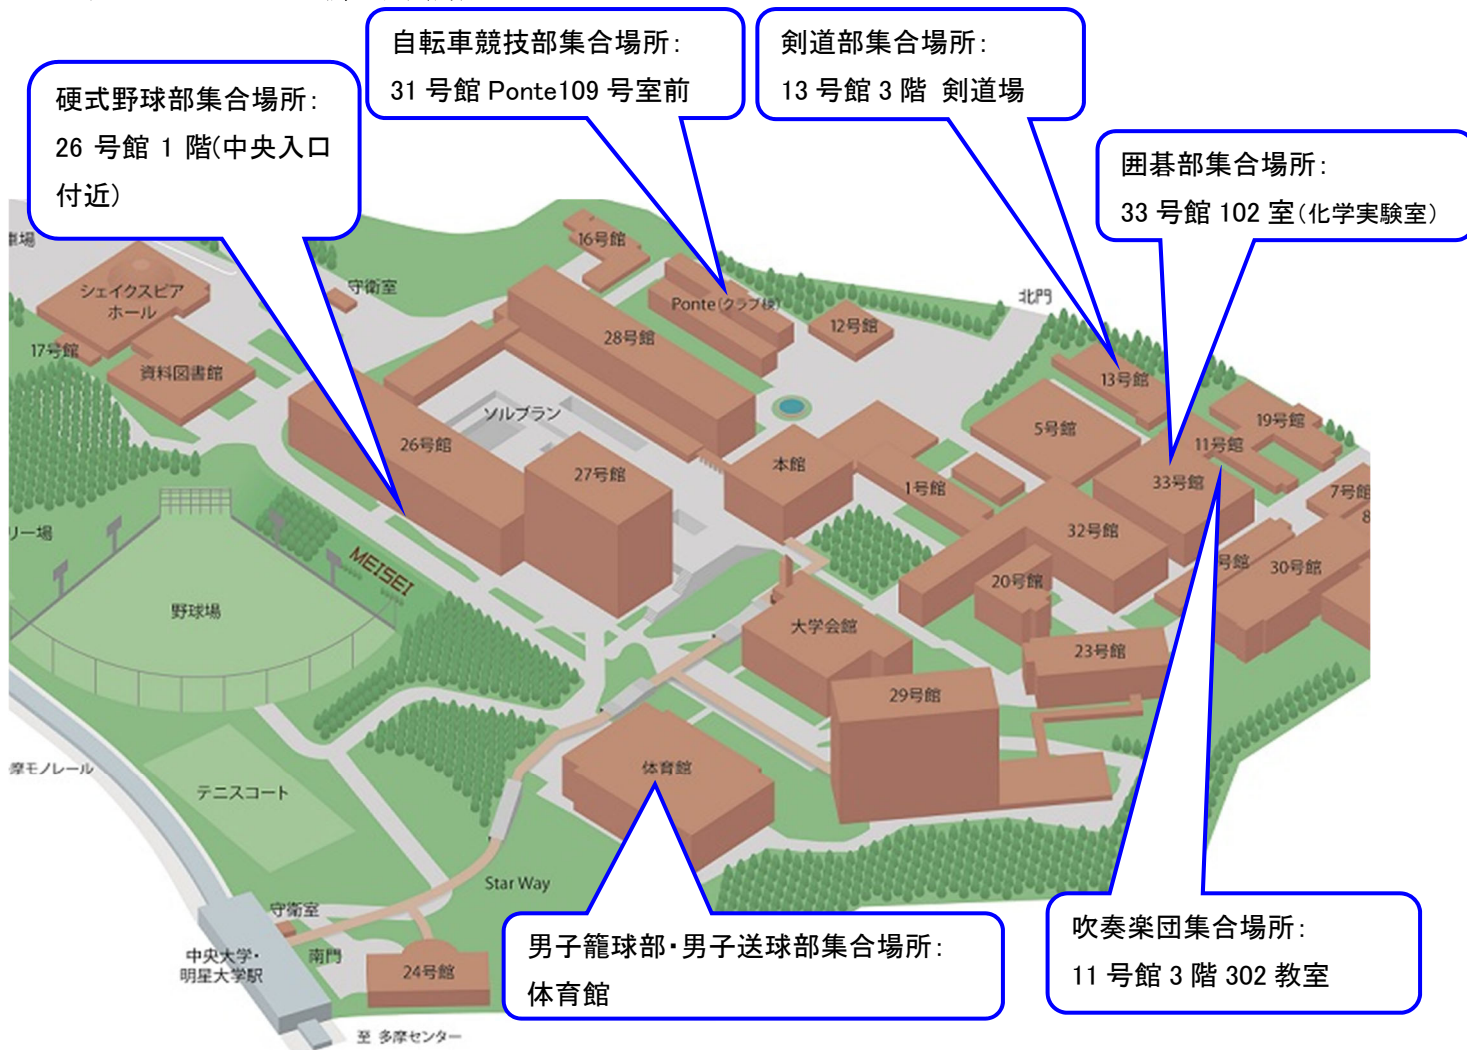 自転車競技部集合場所：
31 号館 Ponte109 号室前
剣道部集合場所：
13 号館 3 階 剣道場
硬式野球部集合場所：
26 号館 1 階(中央入口
付近)
囲碁部集合場所：
33 号館 102 室(化学実験室)
車場
シェイクスピア
ホール
17号館
資料図書館
守衛室
16号館
Ponte(クラブ棟)
28号館
12号館
北門
13号館
19号館
11号館
5号館
33号館
7号館
ソルブラン
26号館
27号館
本館
1号館
32号館
20号館
号館
30号館
リー場
MEISEI
野球場
大学会館
23号館
29号館
体育館
摩モノレール
テニスコート
Star Way
守衛室
南門
中央大学・
明星大学駅
24号館
至 多摩センター
男子籠球部・男子送球部集合場所：
体育館
吹奏楽団集合場所：
11 号館 3 階 302 教室